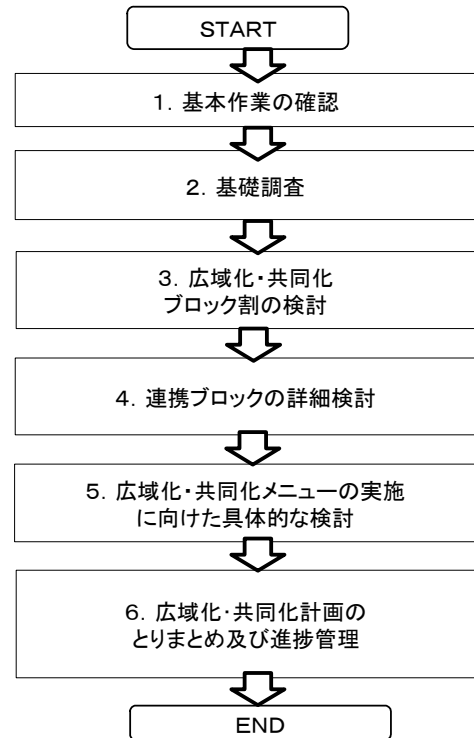 START
1．基本作業の確認
2．基礎調査
3．広域化・共同化
ブロック割の検討
4．連携ブロックの詳細検討
5．広域化・共同化メニューの実施
に向けた具体的な検討
6．広域化・共同化計画の
とりまとめ及び進捗管理
END